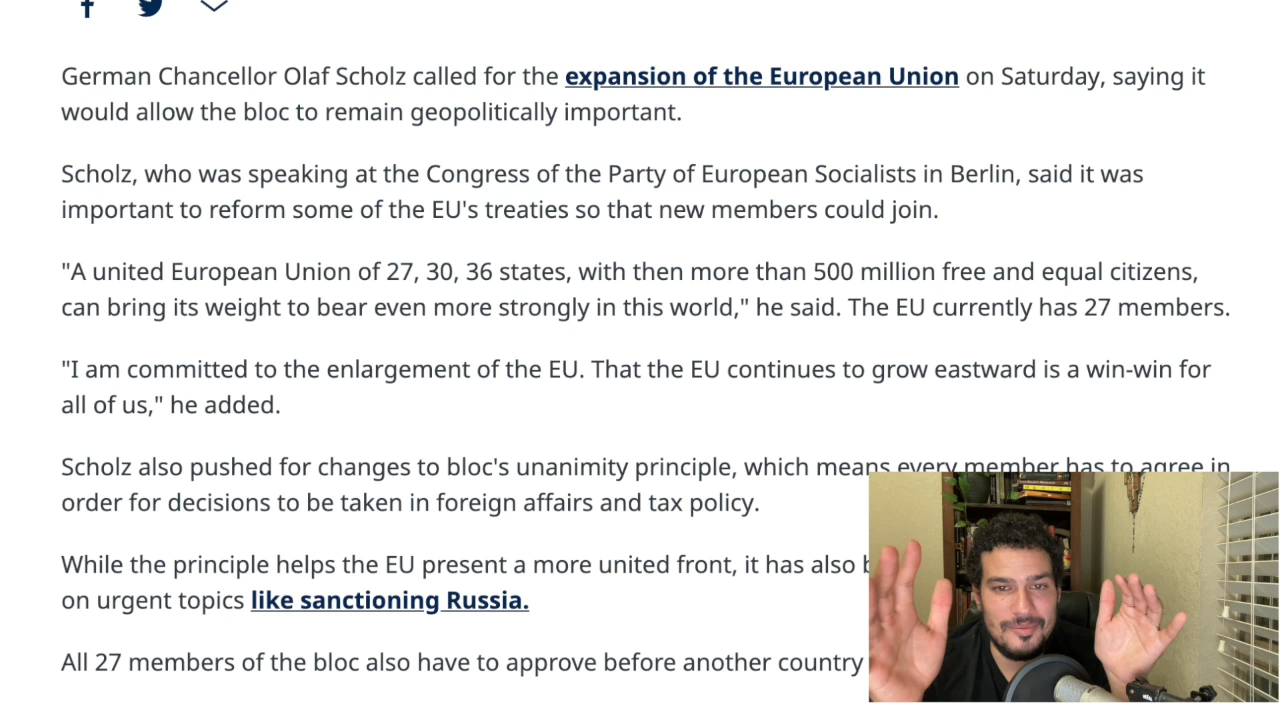 German Chancellor Olaf Scholz called for the expansion of the European Union on Saturday, saying it
would allow the bloc to remain geopolitically important.
Scholz, who was speaking at the Congress of the Party of European Socialists in Berlin, said it was
important to reform some of the EU's treaties so that new members could join.
"A united European Union of 27, 30, 36 states, with then more than 500 million free and equal citizens,
can bring its weight to bear even more strongly in this world," he said. The EU currently has 27 members.
"I am committed to the enlargement of the EU. That the EU continues to grow eastward is a win-win for
all of us," he added.
Scholz also pushed for changes to bloc's unanimity principle, which means every member has to agree in
order for decisions to be taken in foreign affairs and tax policy.
While the principle helps the EU present a more united front, it has also
on urgent topics like sanctioning Russia.
All 27 members of the bloc also have to approve before another country